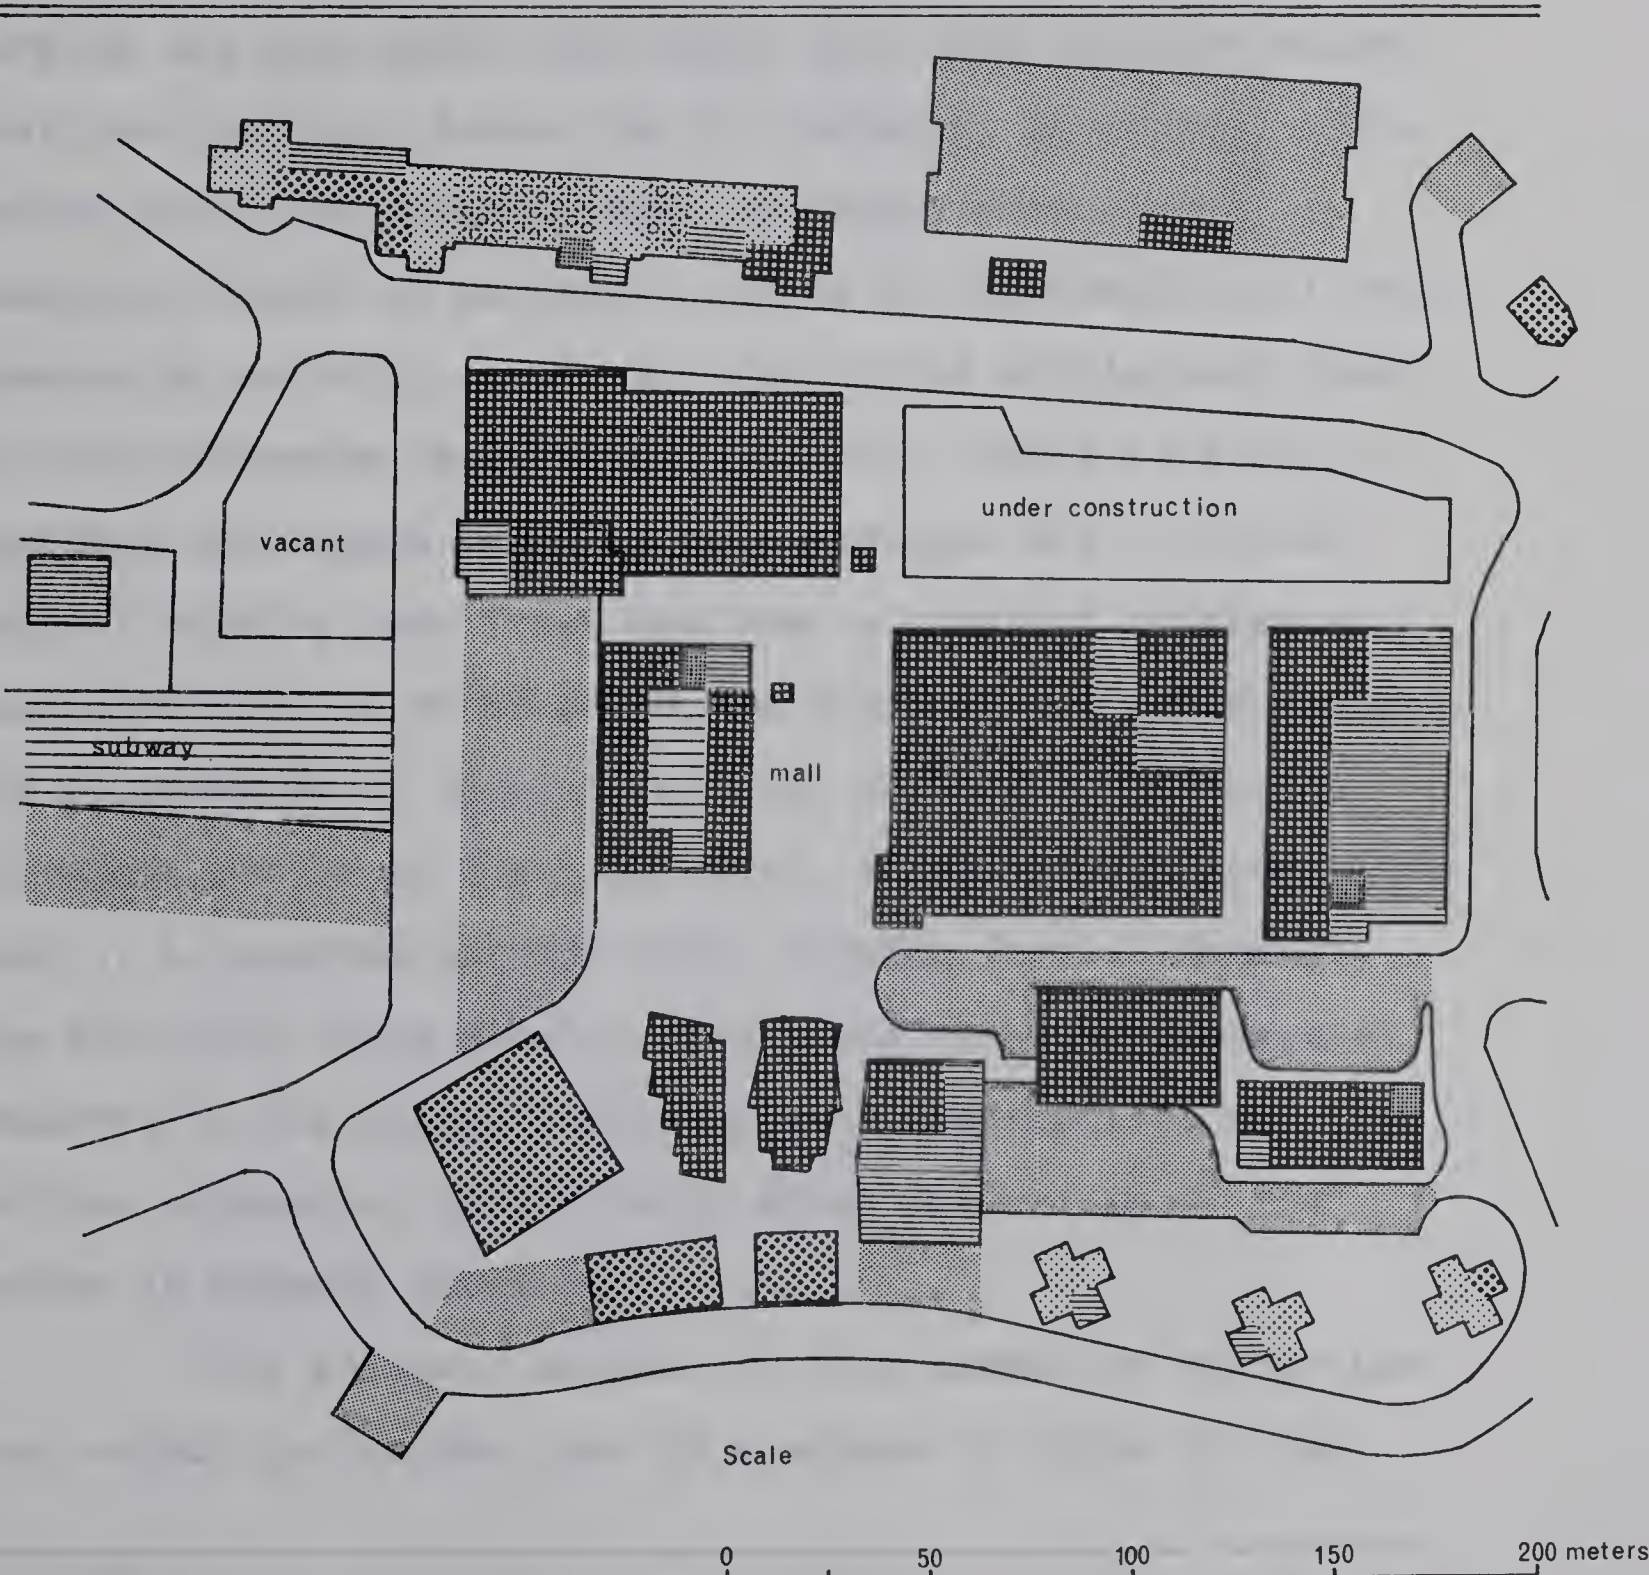 under construction
vacant
subway
mall
Scale
0 50 100 150 200 meters